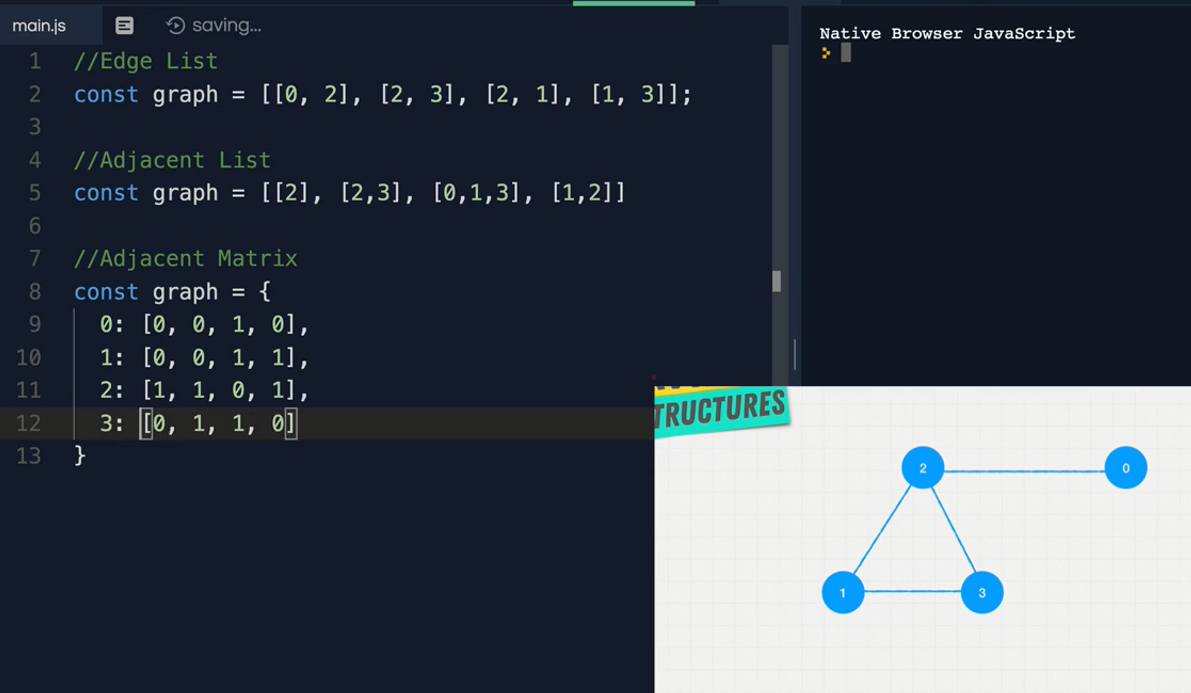 main.js saving...
1 //Edge List
2 const graph = [[0, 2], [2, 3], [2, 1], [1, 3]];
3
4 //Adjacent List
5 const graph = [[2], [2,3], [0,1,3], [1,2]]
6
7 //Adjacent Matrix
8 const graph = {
9 0: [0, 0, 1, 0],
10 1: [0, 0, 1, 1],
11 2: [1, 1, 0, 1],
12 3: [0, 1, 1, 0]
13 }
Native Browser JavaScript
TRUCTURES
2 0
1 3